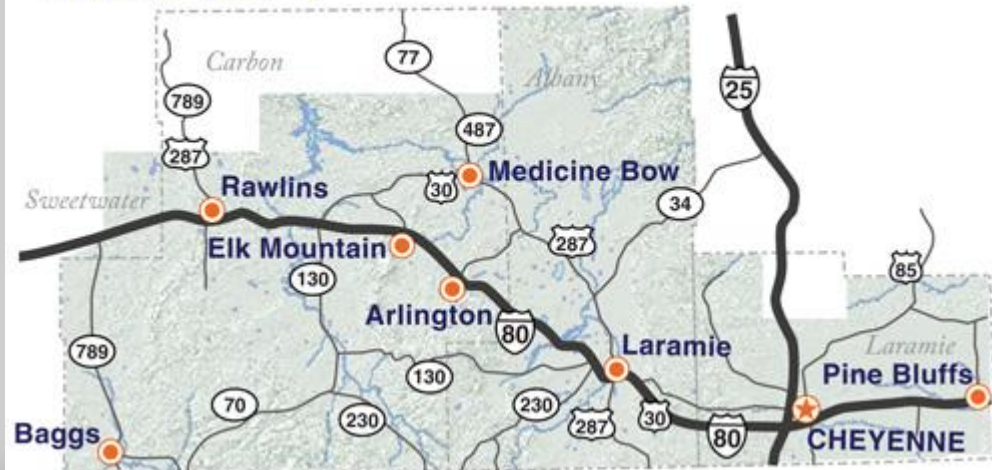 Carbon
77
Albany
25
789
487
287
Medicine Bow
30
Rawlins
Sweetwater
34
Elk Mountain
287
85
130
Arlington
80
Laramie
Laramie
789
130
Pine Bluffs
70
230
230
287
30
80
Baggs
CHEYENNE